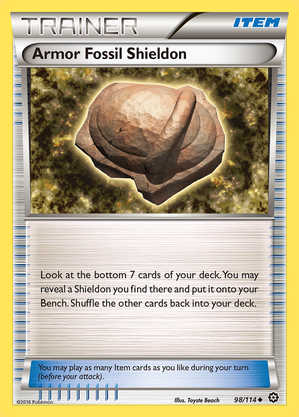 TRAINER ITEM
Armor Fossil Shieldon
Look at the bottom 7 cards of your deck. You may
reveal a Shieldon you find there and put it onto your
Bench. Shuffle the other cards back into your deck.
You may play as many Item cards as you like during your turn
(before your attack).
©2016 Pokémon
Illus. Toyste Beach
98/114